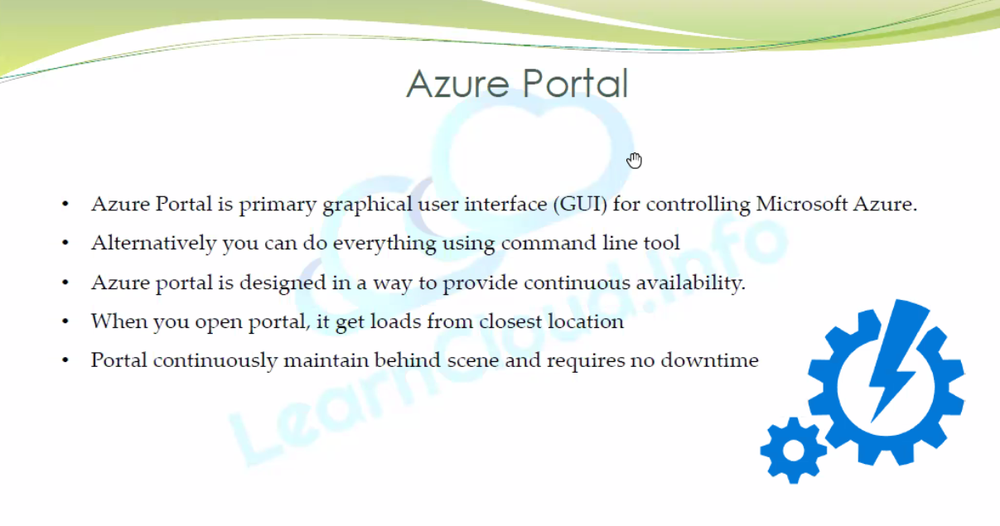 Azure Portal
• Azure Portal is primary graphical user interface (GUI) for controlling Microsoft Azure.
• Alternatively you can do everything using command line tool
• Azure portal is designed in a way to provide continuous availability.
• When you open portal, it get loads from closest location
• Portal continuously maintain behind scene and requires no downtime
LearnCloud.Info